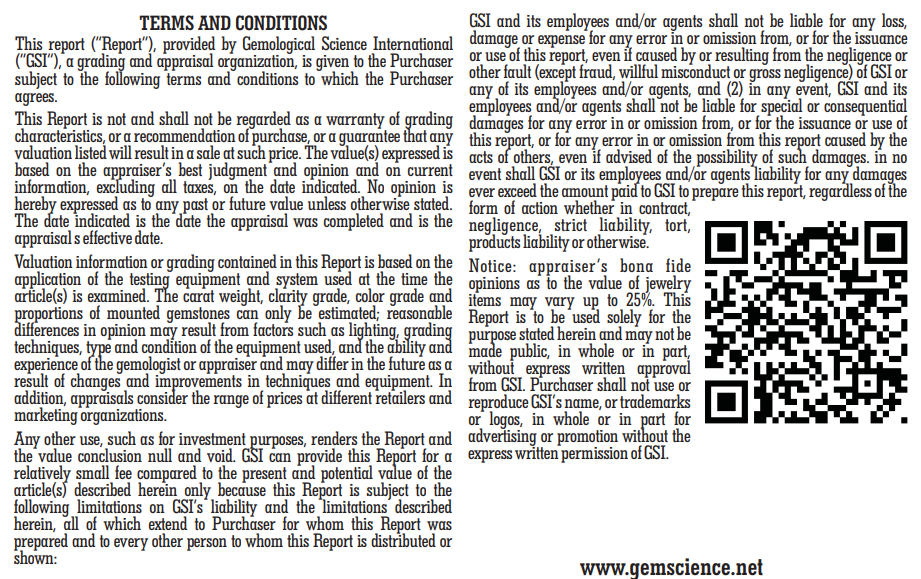 TERMS AND CONDITIONS
This report ("Report"), provided by Gemological Science International
("GSI"), a grading and appraisal organization, is given to the Purchaser
subject to the following terms and conditions to which the Purchaser
agrees.
This Report is not and shall not be regarded as a warranty of grading
characteristics, or a recommendation of purchase, or a guarantee that any
valuation listed will result in a sale at such price. The value(s) expressed is
based on the appraiser's best judgment and opinion and on current
information, excluding all taxes, on the date indicated. No opinion is
hereby expressed as to any past or future value unless otherwise stated.
The date indicated is the date the appraisal was completed and is the
appraisal s effective date.
Valuation information or grading contained in this Report is based on the
application of the testing equipment and system used at the time the
article(s) is examined. The carat weight, clarity grade, color grade and
proportions of mounted gemstones can only be estimated; reasonable
differences in opinion may result from factors such as lighting, grading
techniques, type and condition of the equipment used, and the ability and
experience of the gemologist or appraiser and may differ in the future as a
result of changes and improvements in techniques and equipment. In
addition, appraisals consider the range of prices at different retailers and
marketing organizations.
Any other use, such as for investment purposes, renders the Report and
the value conclusion null and void. GSI can provide this Report for a
relatively small fee compared to the present and potential value of the
article(s) described herein only because this Report is subject to the
following limitations on GSI's liability and the limitations described
herein, all of which extend to Purchaser for whom this Report was
prepared and to every other person to whom this Report is distributed or
shown:
GSI and its employees and/or agents shall not be liable for any loss,
damage or expense for any error in or omission from, or for the issuance
or use of this report, even if caused by or resulting from the negligence or
other fault (except fraud, willful misconduct or gross negligence) of GSI or
any of its employees and/or agents, and (2) in any event, GSI and its
employees and/or agents shall not be liable for special or consequential
damages for any error in or omission from, or for the issuance or use of
this report, or for any error in or omission from this report caused by the
acts of others, even if advised of the possibility of such damages. in no
event shall GSI or its employees and/or agents liability for any damages
ever exceed the amount paid to GSI to prepare this report, regardless of the
form of action whether in contract,
negligence, strict liability, tort,
products liability or otherwise.
Notice: appraiser's bona fide
opinions as to the value of jewelry
items may vary up to 25%. This
Report is to be used solely for the
purpose stated herein and may not be
made public, in whole or in part,
without express written approval
from GSI. Purchaser shall not use or
reproduce GSI's name, or trademarks
or logos, in whole or in part for
advertising or promotion without the
express written permission of GSI.
www.gemscience.net